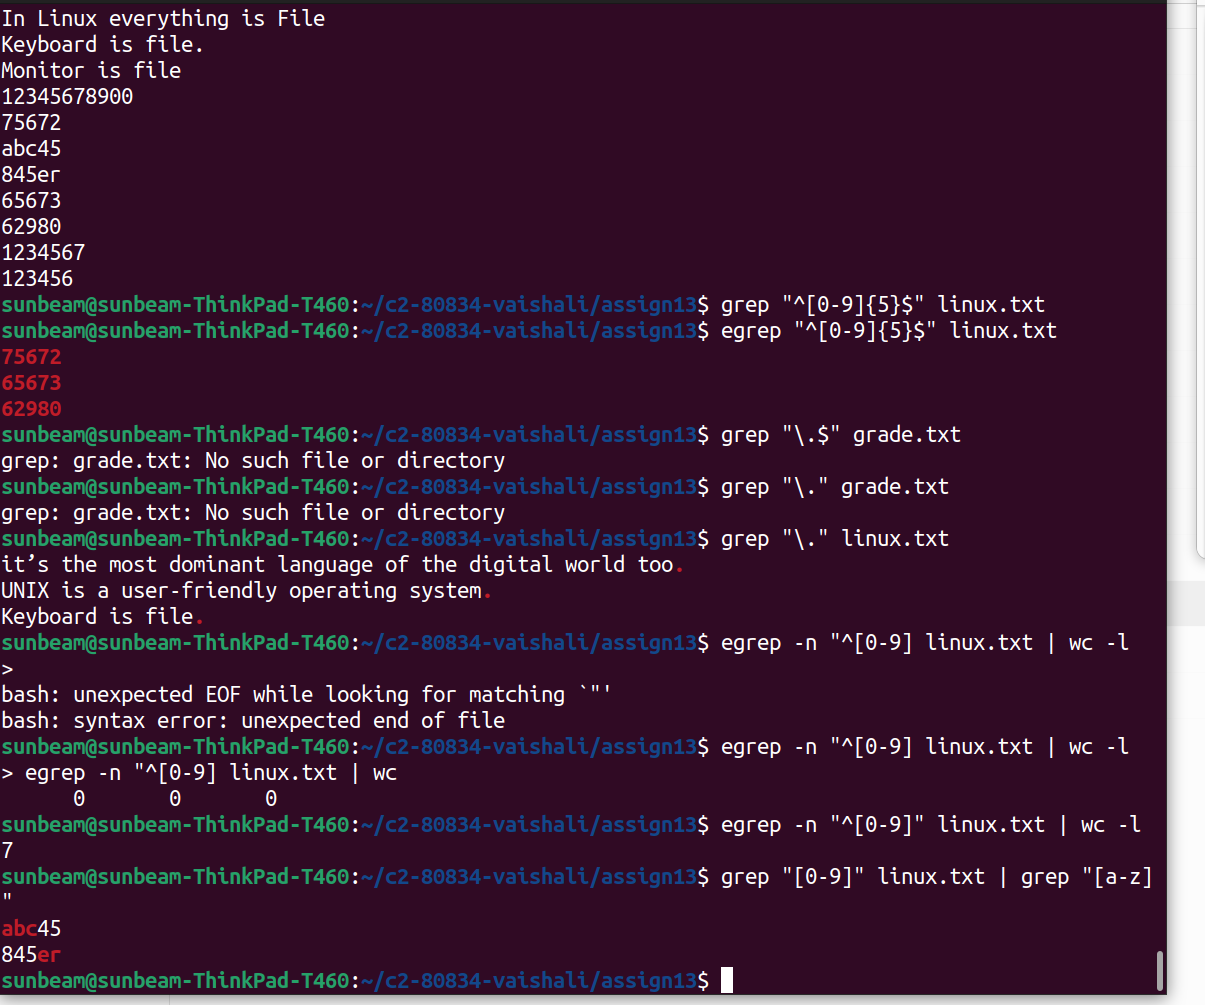 In Linux everything is File
Keyboard is file.
Monitor is file
12345678900
75672
abc45
845er
65673
62980
1234567
123456
sunbeam@sunbeam-ThinkPad-T460:~/c2-80834-vaishali/assign13$ grep "^[0-9]{5}$" linux.txt
sunbeam@sunbeam-ThinkPad-T460:~/c2-80834-vaishali/assign13$ egrep "^[0-9]{5}$" linux.txt
75672
65673
62980
sunbeam@sunbeam-ThinkPad-T460:~/c2-80834-vaishali/assign13$ grep "\.$" grade.txt
grep: grade.txt: No such file or directory
sunbeam@sunbeam-ThinkPad-T460:~/c2-80834-vaishali/assign13$ grep "\." grade.txt
grep: grade.txt: No such file or directory
sunbeam@sunbeam-ThinkPad-T460:~/c2-80834-vaishali/assign13$ grep "\." linux.txt
it’s the most dominant language of the digital world too.
UNIX is a user-friendly operating system.
Keyboard is file.
sunbeam@sunbeam-ThinkPad-T460:~/c2-80834-vaishali/assign13$ egrep -n "^[0-9] linux.txt | wc -l
>
bash: unexpected EOF while looking for matching `"'
bash: syntax error: unexpected end of file
sunbeam@sunbeam-ThinkPad-T460:~/c2-80834-vaishali/assign13$ egrep -n "^[0-9] linux.txt | wc -l
> egrep -n "^[0-9] linux.txt | wc
      0       0       0
sunbeam@sunbeam-ThinkPad-T460:~/c2-80834-vaishali/assign13$ egrep -n "^[0-9]" linux.txt | wc -l
7
sunbeam@sunbeam-ThinkPad-T460:~/c2-80834-vaishali/assign13$ grep "[0-9]" linux.txt | grep "[a-z]
"
abc45
845er
sunbeam@sunbeam-ThinkPad-T460:~/c2-80834-vaishali/assign13$